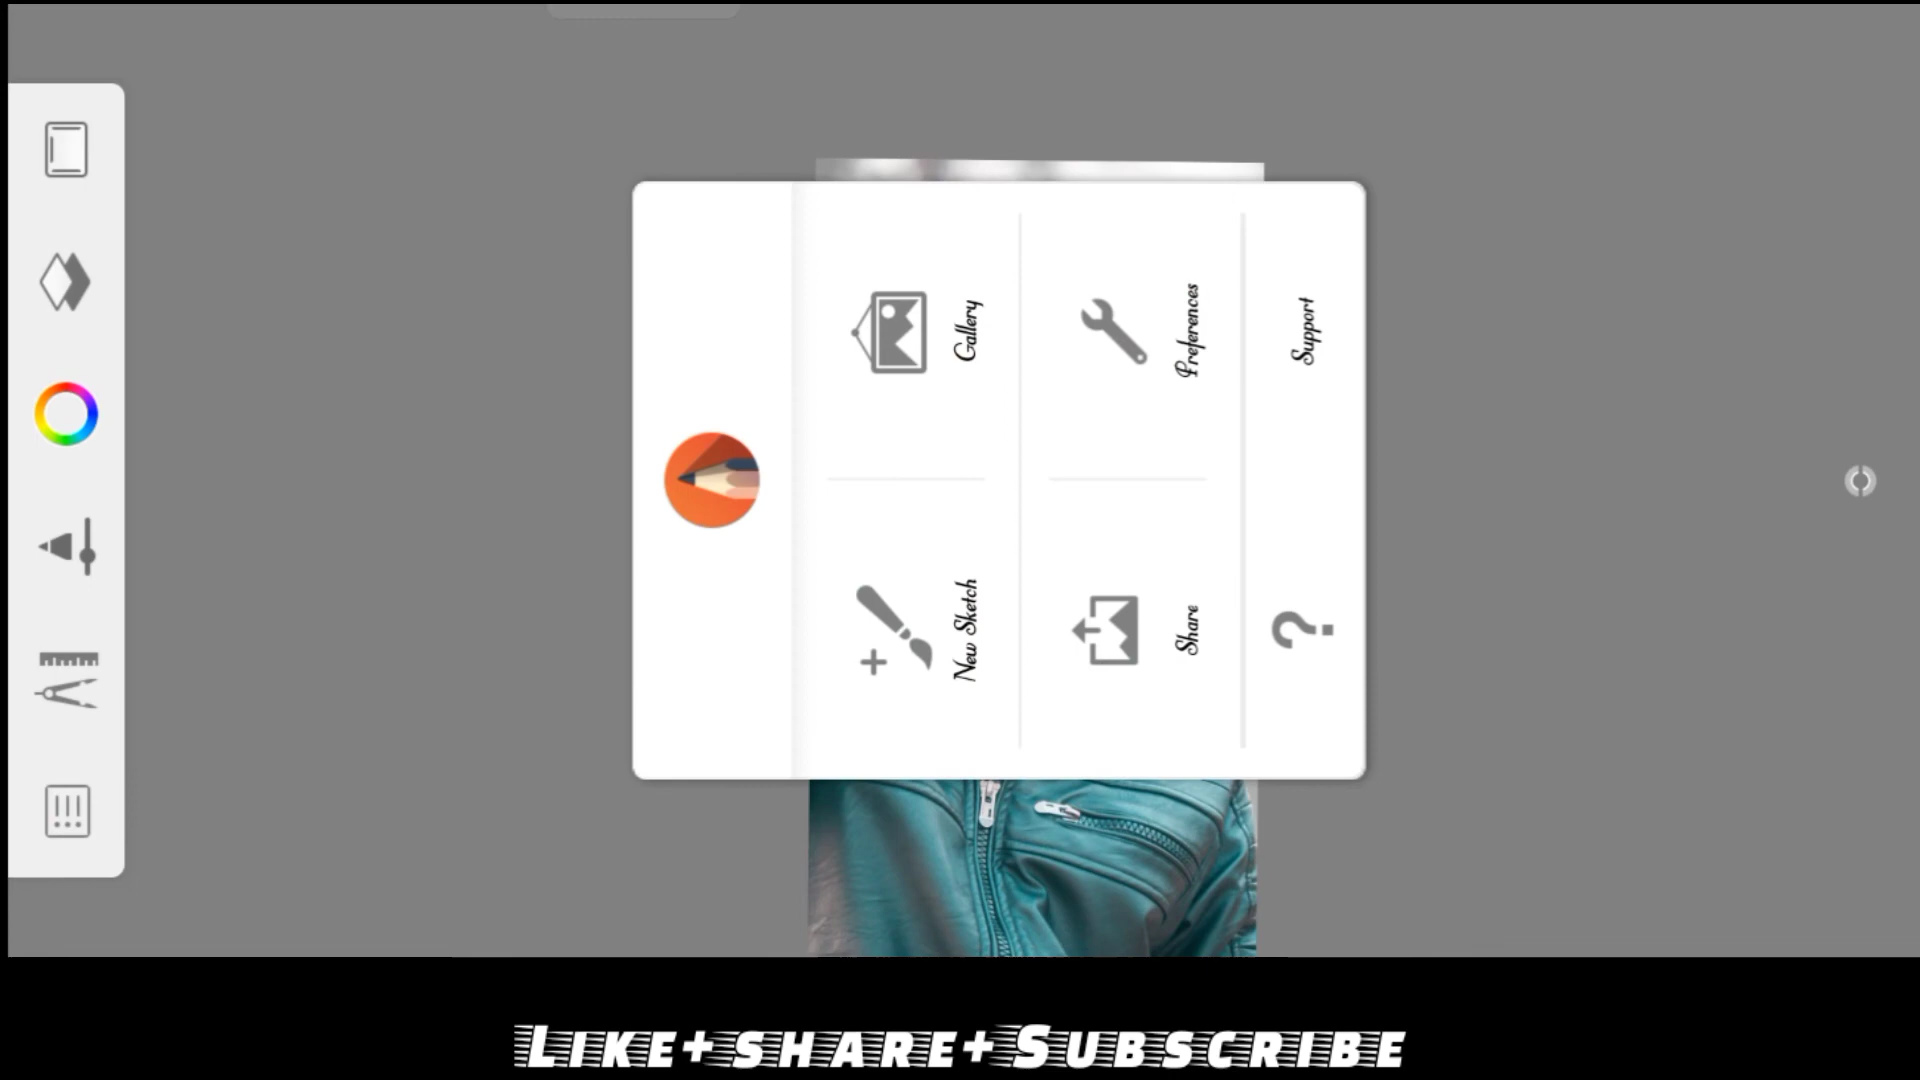 New Sketch
Gallery
Share
Preferences
?
Support
LIKE+SHARE+SUBSCRIBE